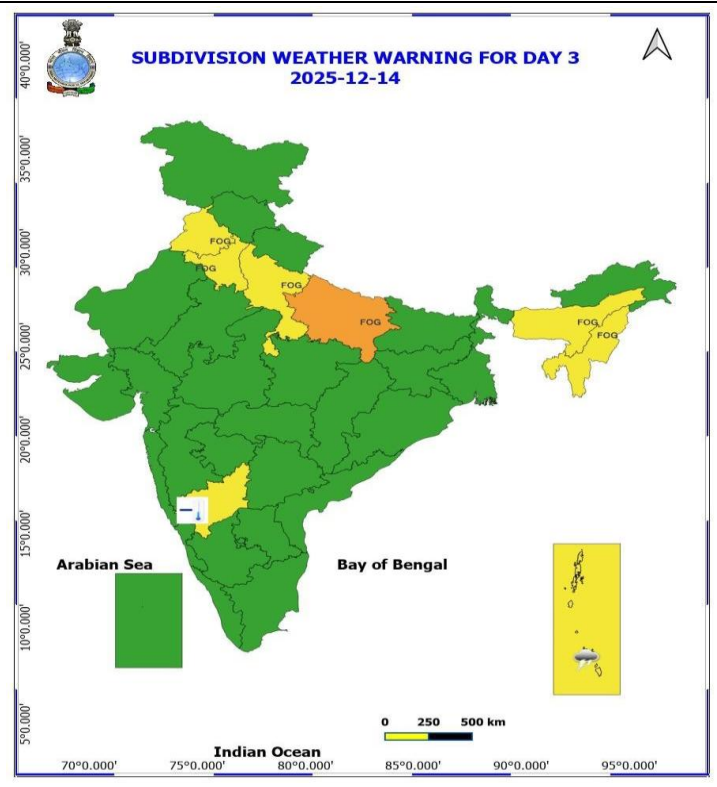 SUBDIVISION WEATHER WARNING FOR DAY 3
2025-12-14
40°0.000'
35°0.000'
30°0.000'
25°0.000'
20°0.000'
15°0.000'
10°0.000'
5°0.000'
FOG
FOG
FOG
FOG
FOG
FOG
Arabian Sea
Bay of Bengal
0 250 500 km
Indian Ocean
70°0.000' 75°0.000' 80°0.000' 85°0.000' 90°0.000' 95°0.000'